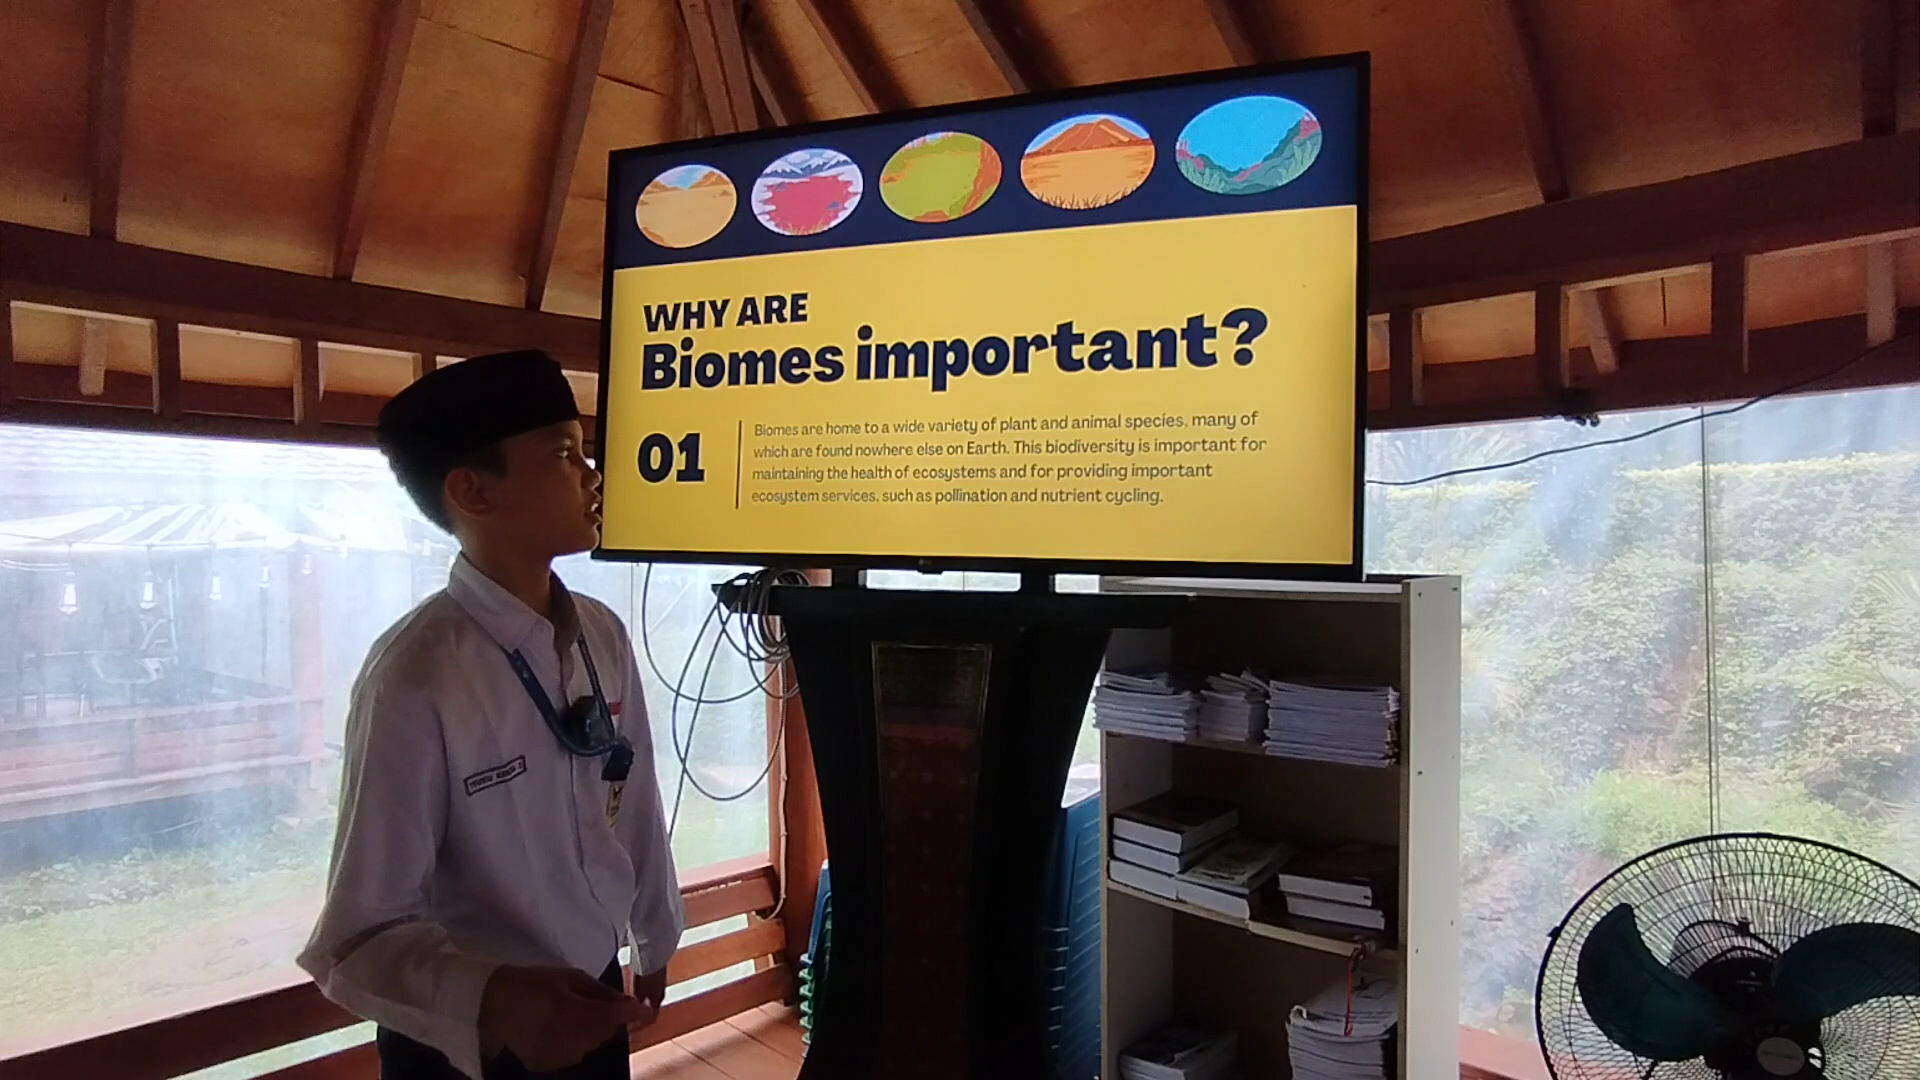 WHY ARE
Biomes important?
01
Biomes are home to a wide variety of plant and animal species, many of
which are found nowhere else on Earth. This biodiversity is important for
maintaining the health of ecosystems and for providing important
ecosystem services, such as pollination and nutrient cycling.